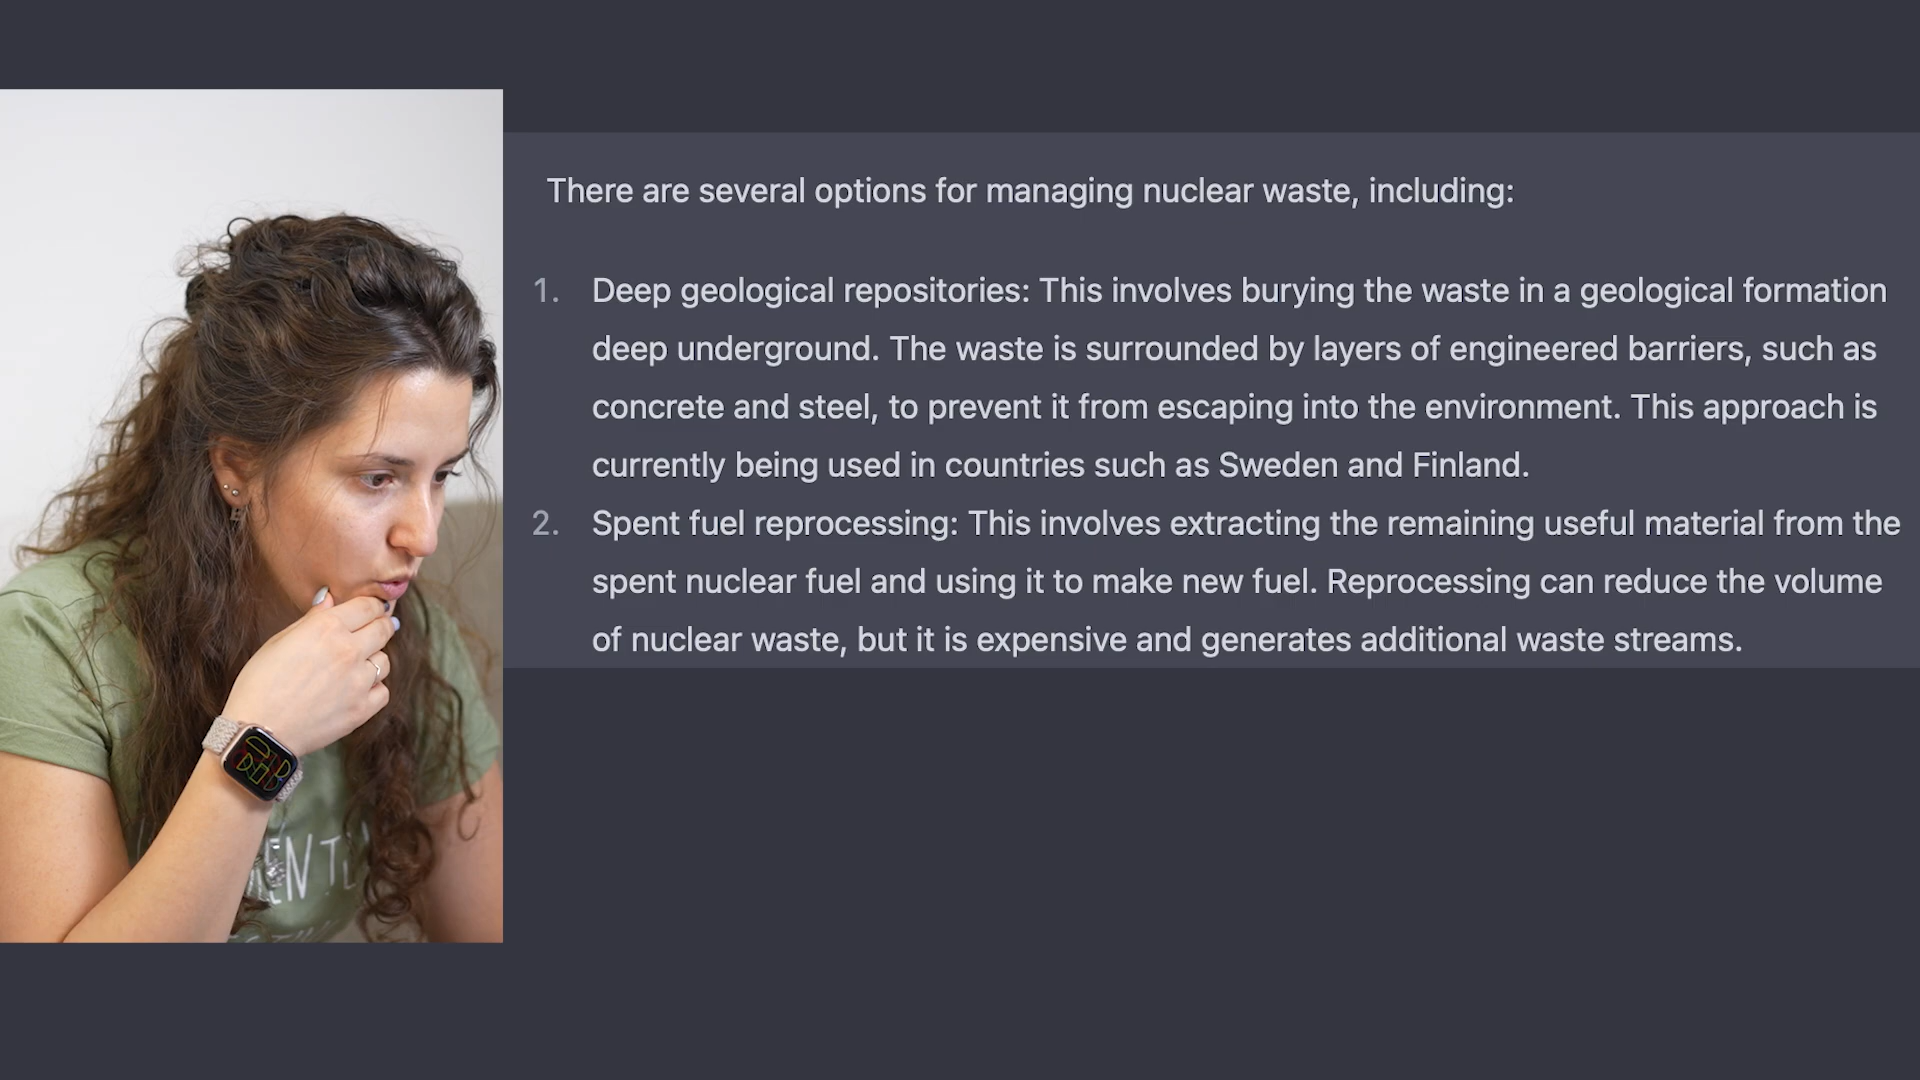 There are several options for managing nuclear waste, including:
1. Deep geological repositories: This involves burying the waste in a geological formation
deep underground. The waste is surrounded by layers of engineered barriers, such as
concrete and steel, to prevent it from escaping into the environment. This approach is
currently being used in countries such as Sweden and Finland.
2. Spent fuel reprocessing: This involves extracting the remaining useful material from the
spent nuclear fuel and using it to make new fuel. Reprocessing can reduce the volume
of nuclear waste, but it is expensive and generates additional waste streams.